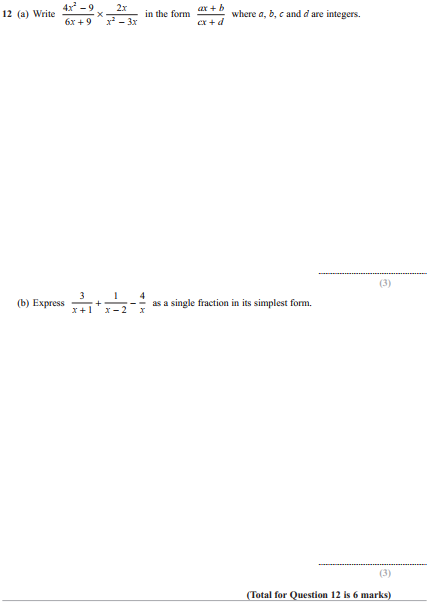 12 (a) Write (4x² – 9)/(6x + 9) × 2x/(x² – 3x) in the form (ax + b)/(cx + d) where a, b, c and d are integers.
(3)
(b) Express 3/(x + 1) + 1/(x – 2) – 4/x as a single fraction in its simplest form.
(3)
(Total for Question 12 is 6 marks)